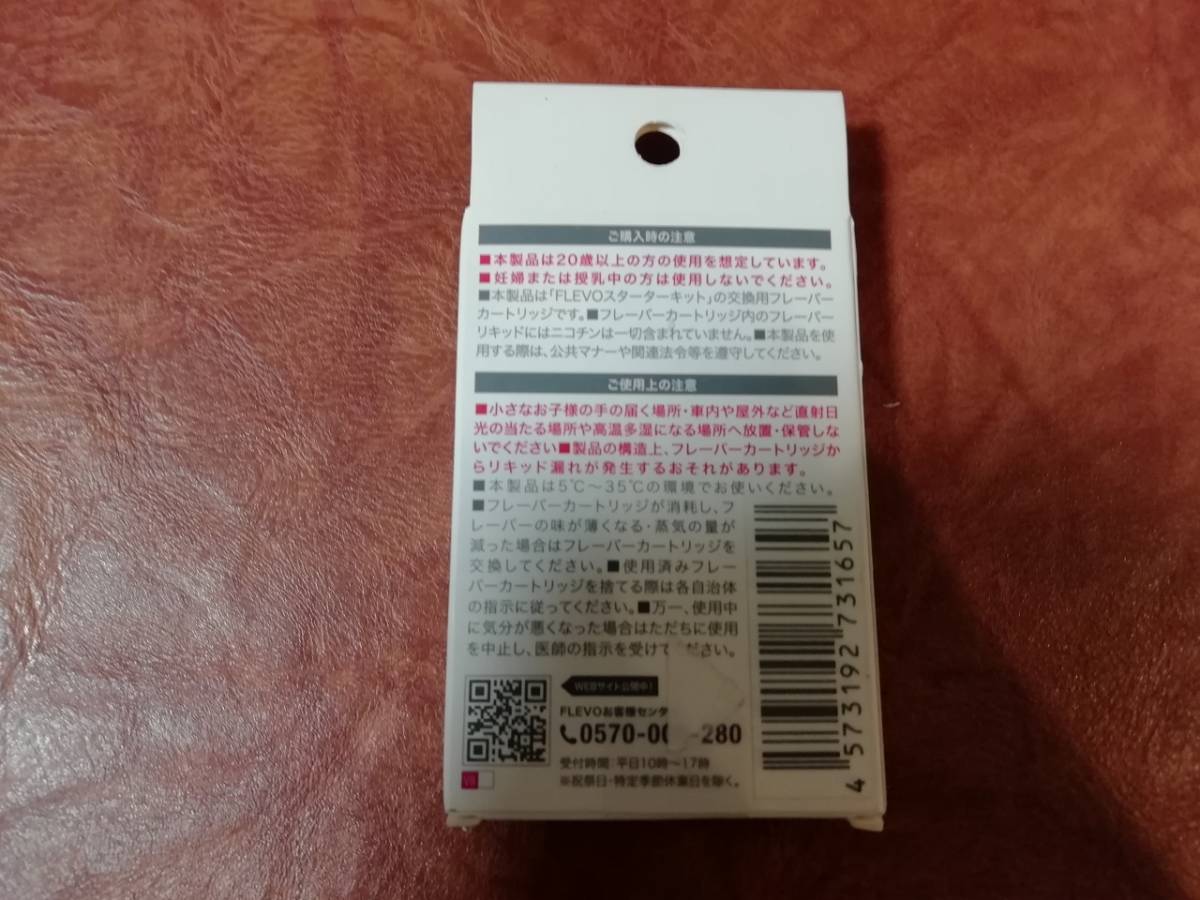 ご購入時の注意
■本製品は20歳以上の方の使用を想定しています。
■妊婦または授乳中の方は使用しないでください。
■本製品は「FLEVOスターターキット」の交換用フレーバー
カートリッジです。■フレーバーカートリッジ内のフレーバー
リキッドにはニコチンは一切含まれていません。■本製品を使
用する際は、公共マナーや関連法令等を遵守してください。
ご使用上の注意
■小さなお子様の手の届く場所・車内や屋外など直射日
光の当たる場所や高温多湿になる場所へ放置・保管しな
いでください■製品の構造上、フレーバーカートリッジか
らリキッド漏れが発生するおそれがあります。
■本製品は5℃〜35℃の環境でお使いください。
■フレーバーカートリッジが消耗し、フ
レーバーの味が薄くなる・蒸気の量が
減った場合はフレーバーカートリッジを
交換してください。■使用済みフレー
バーカートリッジを捨てる際は各自治体
の指示に従ってください。■万一、使用中
に気分が悪くなった場合はただちに使用
を中止し、医師の指示を受けて ださい。
WEBサイト公開中!
FLEVOお客様センタ
0570-00 -280
受付時間:平日10時〜17時
※祝祭日・特定季節休業日を除く。
4 573192 731657